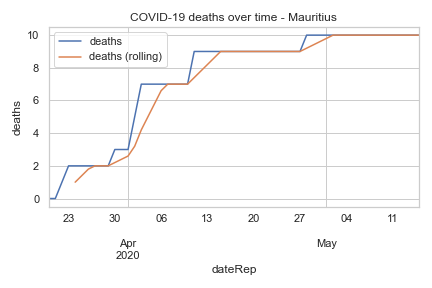 COVID-19 deaths over time - Mauritius
deaths
deaths (rolling)
deaths
10
8
6
4
2
0
23 30 06 13 20 27 04 11
Apr May
2020
dateRep